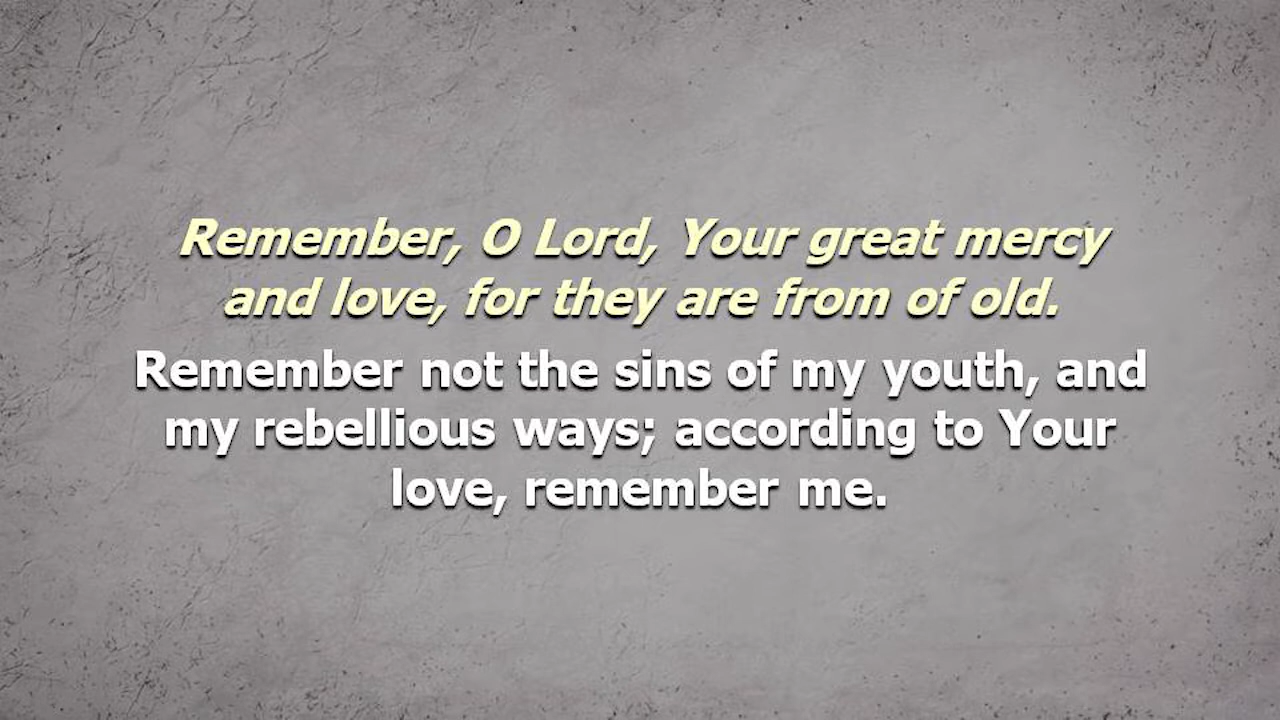 Remember, O Lord, Your great mercy
and love, for they are from of old.
Remember not the sins of my youth, and
my rebellious ways; according to Your
love, remember me.